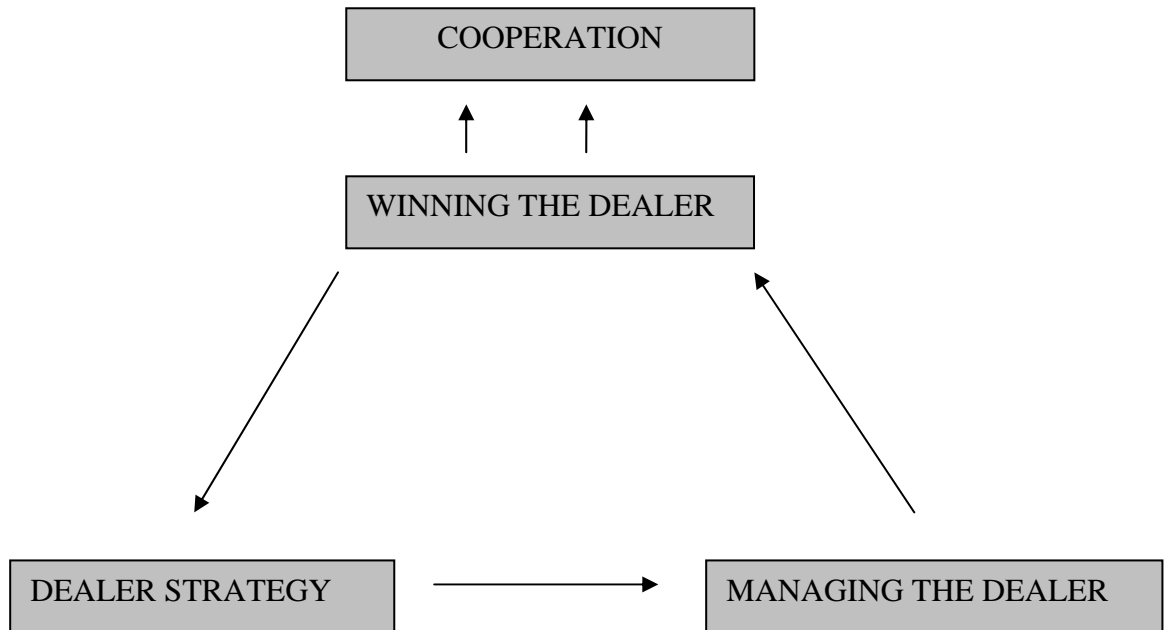 COOPERATION
WINNING THE DEALER
DEALER STRATEGY
MANAGING THE DEALER